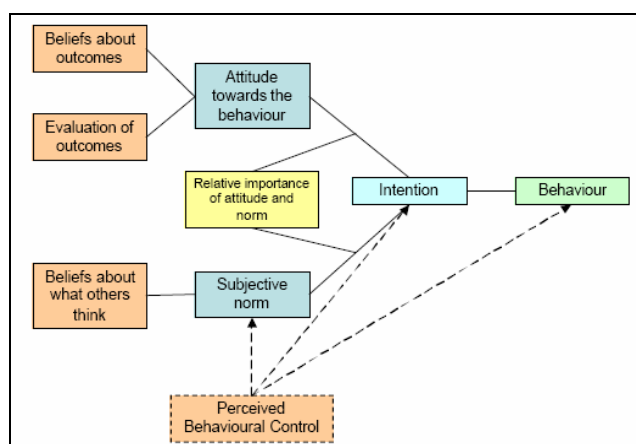 Beliefs about
outcomes
Attitude
towards the
behaviour
Evaluation of
outcomes
Relative importance
of attitude and
norm
Intention
Behaviour
Beliefs about
what others
think
Subjective
norm
Perceived
Behavioural Control